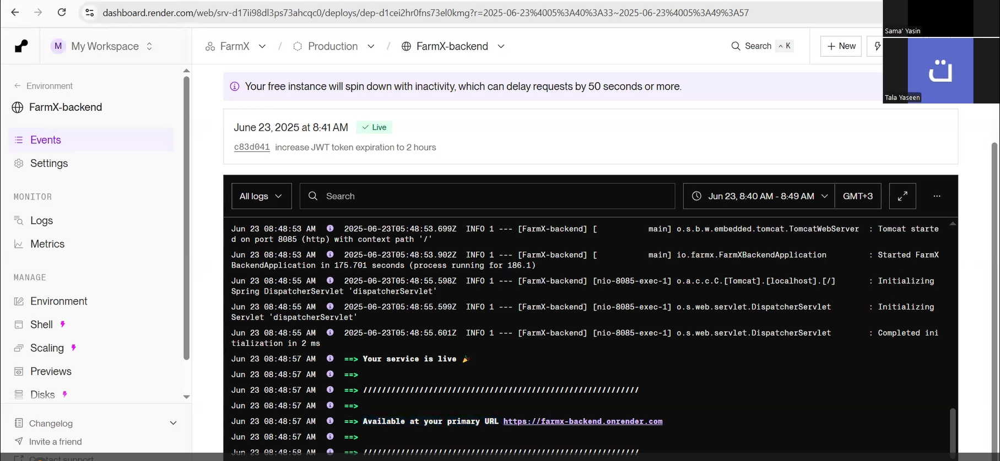 dashboard.render.com/web/srv-d17ii98dl3ps73ahcqc0/deploys/dep-d1cei2hr0fns73el0kmg?r=2025-06-23%4005%3A40%3A33~2025-06-23%4005%3A49%3A57
Sama' Yasin
M My Workspace
FarmX / Production / FarmX-backend
Search ^ K
+ New
ت
Tala Yaseen
← Environment
FarmX-backend
Events
Settings
MONITOR
Logs
Metrics
MANAGE
Environment
Shell
Scaling
Previews
Disks
Changelog
Invite a friend
Contact support
Your free instance will spin down with inactivity, which can delay requests by 50 seconds or more.
June 23, 2025 at 8:41 AM ✓ Live
c83d041 increase JWT token expiration to 2 hours
All logs Search Jun 23, 8:40 AM - 8:49 AM GMT+3 ...
Jun 23 08:48:53 AM 2025-06-23T05:48:53.699Z INFO 1 --- [FarmX-backend] [ main] o.s.b.w.embedded.tomcat.TomcatWebServer : Tomcat starte
d on port 8085 (http) with context path '/'
Jun 23 08:48:53 AM 2025-06-23T05:48:53.902Z INFO 1 --- [FarmX-backend] [ main] io.farmx.FarmXBackendApplication : Started FarmX
BackendApplication in 175.701 seconds (process running for 186.1)
Jun 23 08:48:55 AM 2025-06-23T05:48:55.598Z INFO 1 --- [FarmX-backend] [nio-8085-exec-1] o.a.c.c.C.[Tomcat].[localhost].[/] : Initializing
Spring DispatcherServlet 'dispatcherServlet'
Jun 23 08:48:55 AM 2025-06-23T05:48:55.599Z INFO 1 --- [FarmX-backend] [nio-8085-exec-1] o.s.web.servlet.DispatcherServlet : Initializing
Servlet 'dispatcherServlet'
Jun 23 08:48:55 AM 2025-06-23T05:48:55.601Z INFO 1 --- [FarmX-backend] [nio-8085-exec-1] o.s.web.servlet.DispatcherServlet : Completed ini
tialization in 2 ms
Jun 23 08:48:57 AM ==> Your service is live 🎉
Jun 23 08:48:57 AM ==>
Jun 23 08:48:57 AM ==> ///////////////////////////////////////////////////////////
Jun 23 08:48:57 AM ==>
Jun 23 08:48:57 AM ==> Available at your primary URL https://farmx-backend.onrender.com
Jun 23 08:48:57 AM ==>
Jun 23 08:48:58 AM ==> ///////////////////////////////////////////////////////////